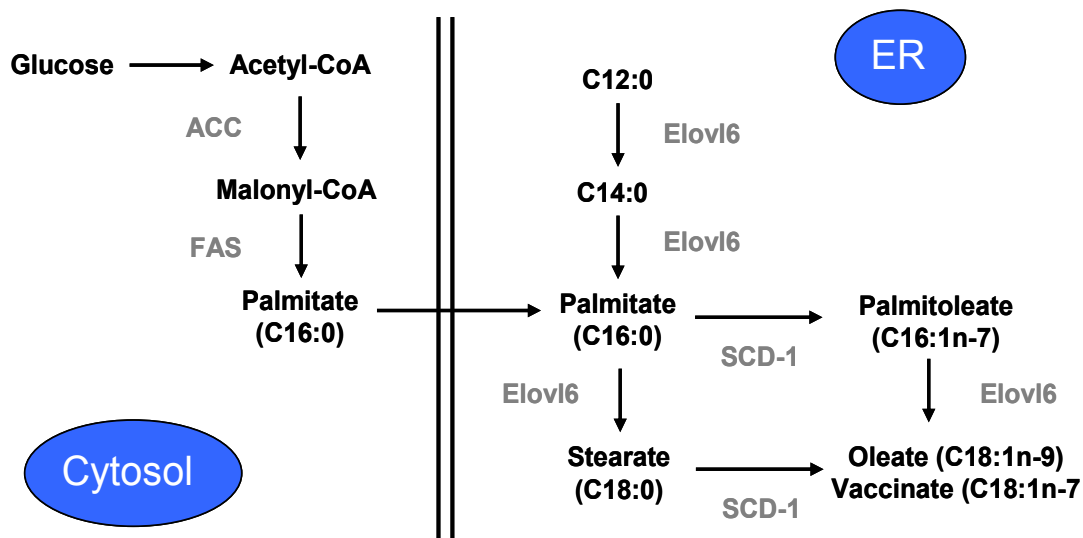 Glucose
Acetyl-CoA
ACC
Malonyl-CoA
FAS
Palmitate
(C16:0)
Cytosol
ER
C12:0
Elovl6
C14:0
Elovl6
Palmitate
(C16:0)
SCD-1
Palmitoleate
(C16:1n-7)
Elovl6
Elovl6
Stearate
(C18:0)
SCD-1
Oleate (C18:1n-9)
Vaccinate (C18:1n-7